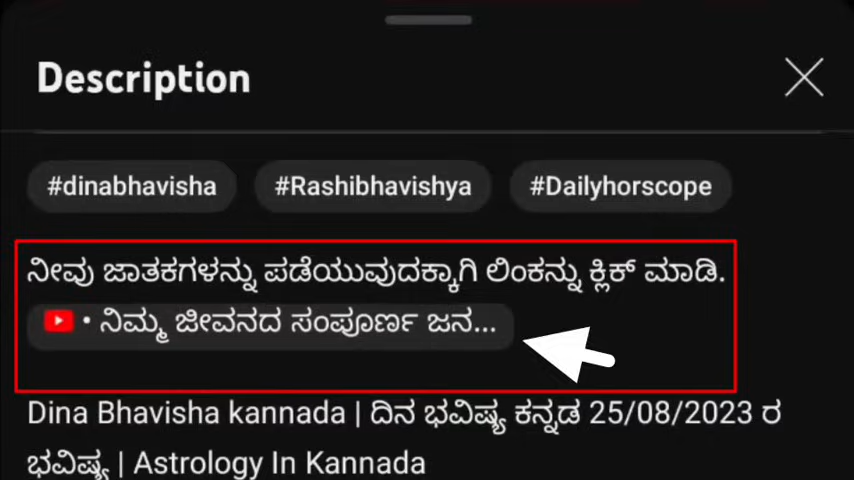 Description
#dinabhavisha #Rashibhavishya #Dailyhorscope
ನೀವು ಜಾತಕಗಳನ್ನು ಪಡೆಯುವುದಕ್ಕಾಗಿ ಲಿಂಕನ್ನು ಕ್ಲಿಕ್ ಮಾಡಿ.
• ನಿಮ್ಮ ಜೀವನದ ಸಂಪೂರ್ಣ ಜನ...
Dina Bhavisha kannada | ದಿನ ಭವಿಷ್ಯ ಕನ್ನಡ 25/08/2023 ರ
ಭವಿಷ್ಯ | Astrology In Kannada